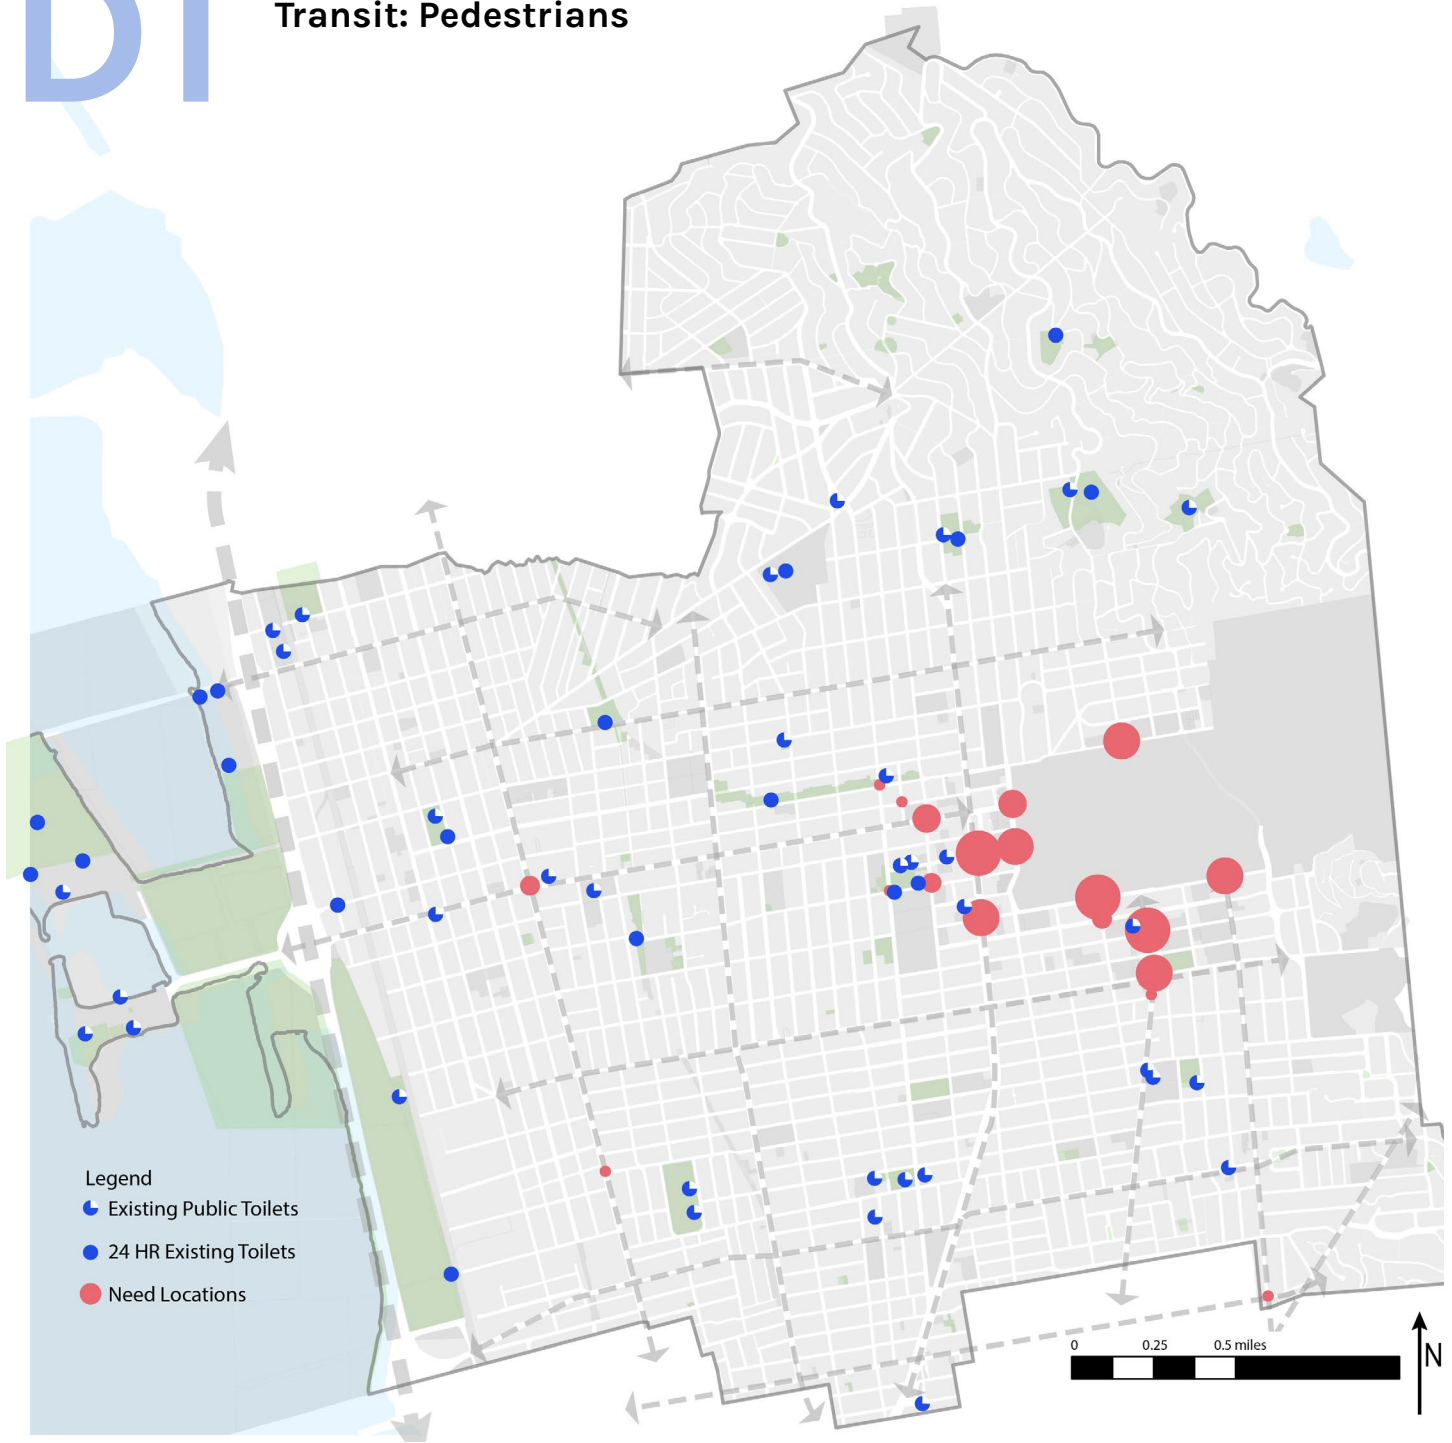 Transit: Pedestrians
Legend
Existing Public Toilets
24 HR Existing Toilets
Need Locations
0 0.25 0.5 miles
N